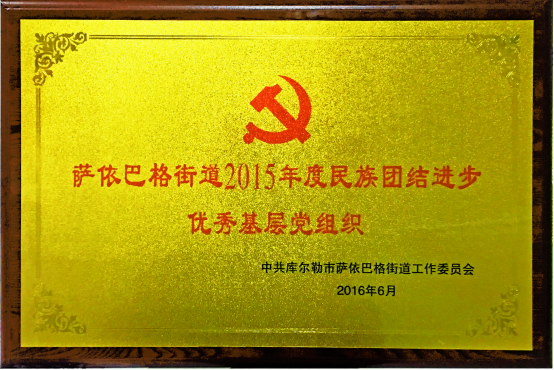 萨依巴格街道2015年度民族团结进步
优秀基层党组织
中共库尔勒市萨依巴格街道工作委员会
2016年6月